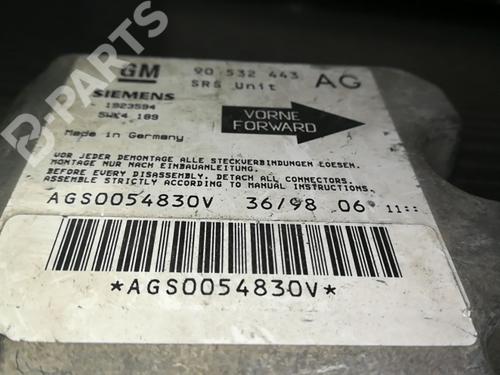 B-PARTS
GM 90 532 443 AG
SRS Unit
SIEMENS
1923594
5WK4 189
VORNE
FORWARD
Made in Germany
VOR JEDER DEMONTAGE ALLE STECKVERBINDUNGEN LOESEN.
MONTAGE NUR NACH EINBAUANLEITUNG.
BEFORE EVERY DISASSEMBLY, DETACH ALL CONNECTORS.
ASSEMBLE STRICTLY ACCORDING TO MANUAL INSTRUCTIONS.
AGS0054830V 36/98 06 11::
*AGS0054830V*